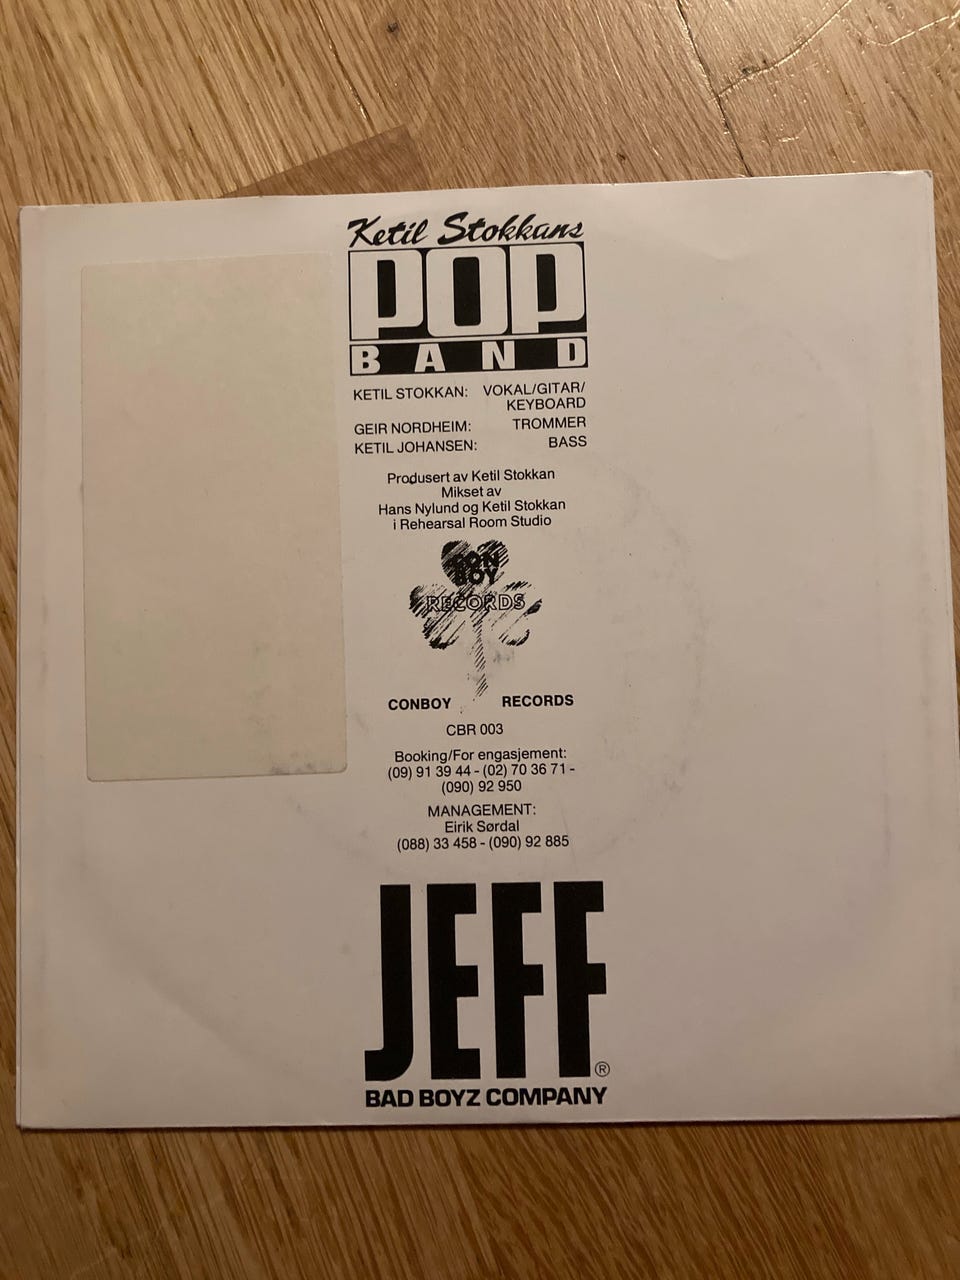 Ketil Stokkans
POP
BAND
KETIL STOKKAN: VOKAL/GITAR/
KEYBOARD
GEIR NORDHEIM: TROMMER
KETIL JOHANSEN: BASS
Produsert av Ketil Stokkan
Mikset av
Hans Nylund og Ketil Stokkan
i Rehearsal Room Studio
CON
BOY
RECORDS
CONBOY RECORDS
CBR 003
Booking/For engasjement:
(09) 91 39 44 - (02) 70 36 71 -
(090) 92 950
MANAGEMENT:
Eirik Sørdal
(088) 33 458 - (090) 92 885
JEFF®
BAD BOYZ COMPANY